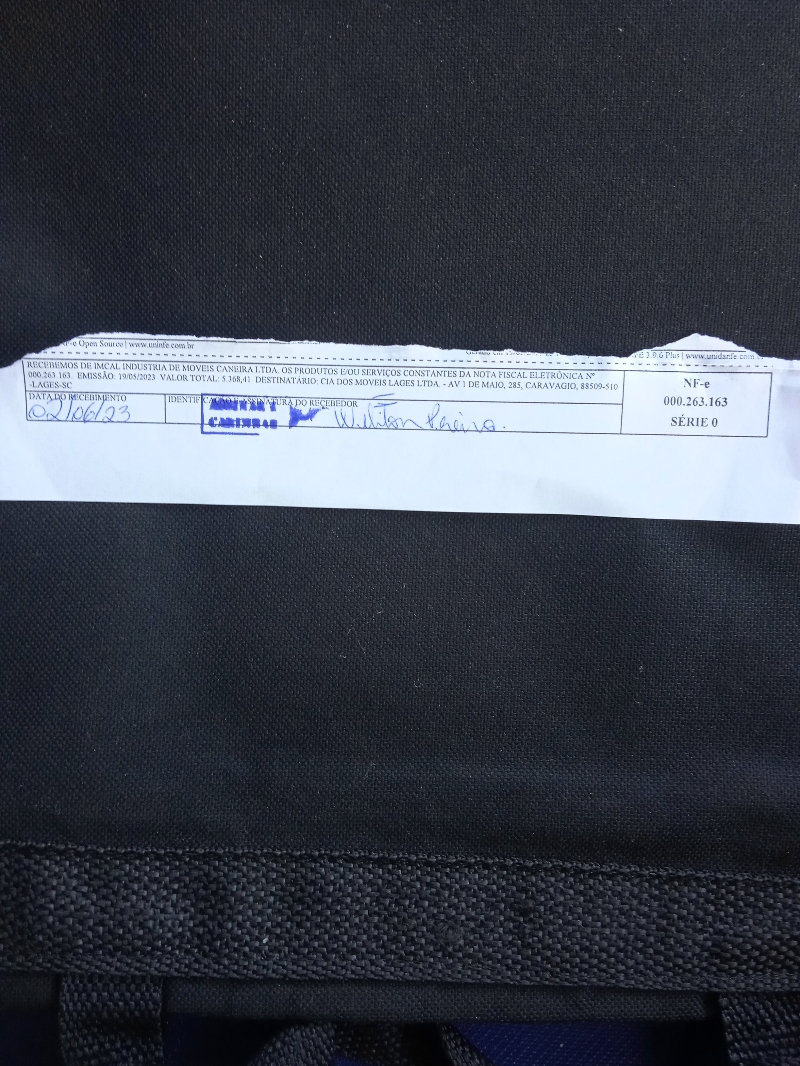 Open Source | www.uninfe.com.br
3.9.6 Plus | www.unidanfe.com
RECEBEMOS DE IMCAL INDUSTRIA DE MOVEIS CANEIRA LTDA. OS PRODUTOS E/OU SERVIÇOS CONSTANTES DA NOTA FISCAL ELETRÔNICA Nº
000.263.163. EMISSÃO: 19/05/2023 VALOR TOTAL: 5.368,41 DESTINATÁRIO: CIA DOS MOVEIS LAGES LTDA. - AV 1 DE MAIO, 285, CARAVAGIO, 88509-510
-LAGES-SC
DATA DO RECEBIMENTO
02/06/23
ASSINATURA DO RECEBEDOR
CARIMBAR
Pereira.
NF-e
000.263.163
SÉRIE 0